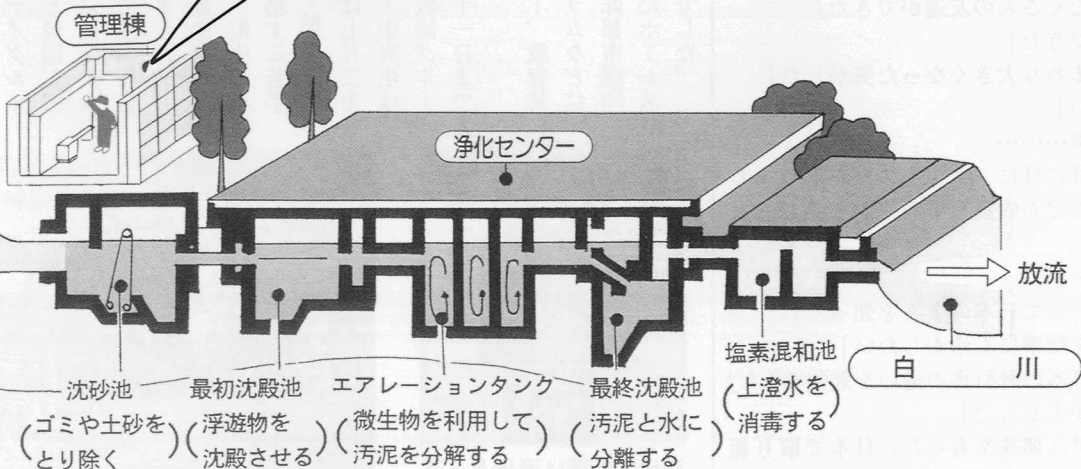 管理棟
浄化センター
放流
白川
沈砂池
(ゴミや土砂を
とり除く)
最初沈殿池
(浮遊物を
沈殿させる)
エアレーションタンク
(微生物を利用して
汚泥を分解する)
最終沈殿池
(汚泥と水に
分離する)
塩素混和池
(上澄水を
消毒する)